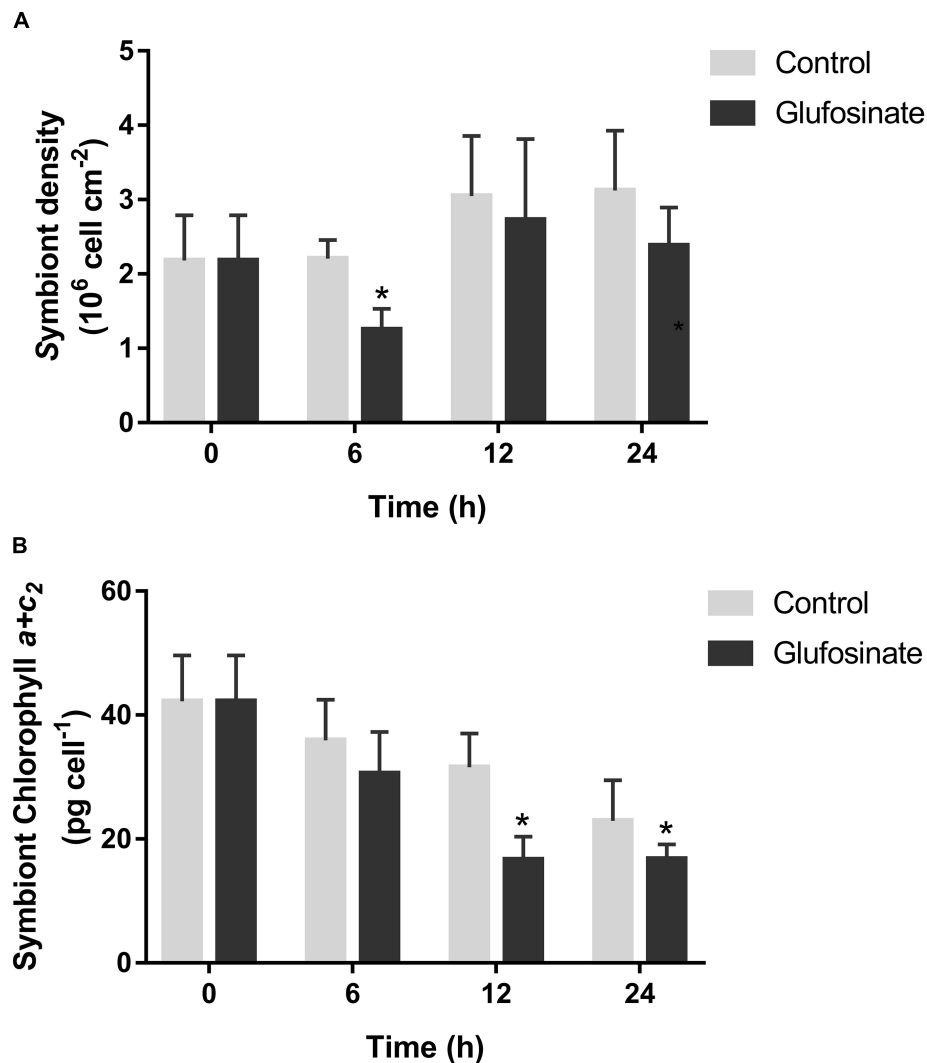 A
5
4
3
2
1
0
Symbiont density
(10⁶ cell cm⁻²)
Control
Glufosinate
*
*
0 6 12 24
Time (h)
B
60
40
20
0
Symbiont Chlorophyll a+c₂
(pg cell⁻¹)
Control
Glufosinate
* *
0 6 12 24
Time (h)